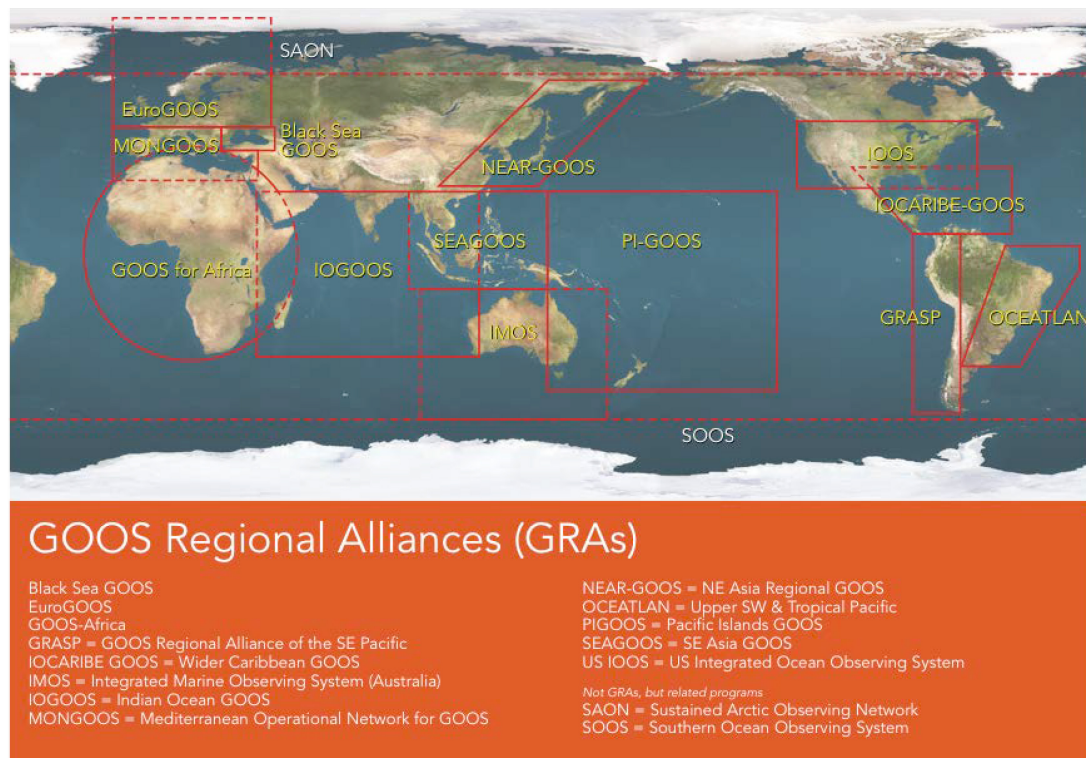 SAON
EuroGOOS
MONGOOS
Black Sea
GOOS
NEAR-GOOS
IOOS
IOCARIBE-GOOS
SEAGOOS
PI-GOOS
GOOS for Africa
IOGOOS
IMOS
GRASP
OCEATLAN
SOOS
GOOS Regional Alliances (GRAs)
Black Sea GOOS
EuroGOOS
GOOS-Africa
GRASP = GOOS Regional Alliance of the SE Pacific
IOCARIBE GOOS = Wider Caribbean GOOS
IMOS = Integrated Marine Observing System (Australia)
IOGOOS = Indian Ocean GOOS
MONGOOS = Mediterranean Operational Network for GOOS
NEAR-GOOS = NE Asia Regional GOOS
OCEATLAN = Upper SW & Tropical Pacific
PIGOOS = Pacific Islands GOOS
SEAGOOS = SE Asia GOOS
US IOOS = US Integrated Ocean Observing System
Not GRAs, but related programs
SAON = Sustained Arctic Observing Network
SOOS = Southern Ocean Observing System